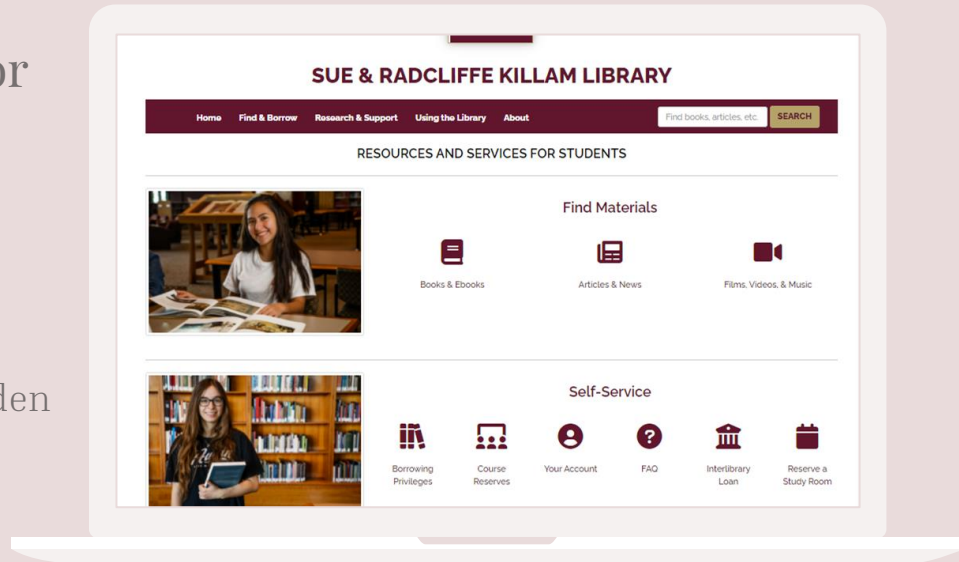 or
den
SUE & RADCLIFFE KILLAM LIBRARY
Home Find & Borrow Research & Support Using the Library About Find books, articles, etc. SEARCH
RESOURCES AND SERVICES FOR STUDENTS
Find Materials
Books & Ebooks Articles & News Films, Videos, & Music
Self-Service
Borrowing Privileges
Course Reserves
Your Account
FAQ
Interlibrary Loan
Reserve a Study Room